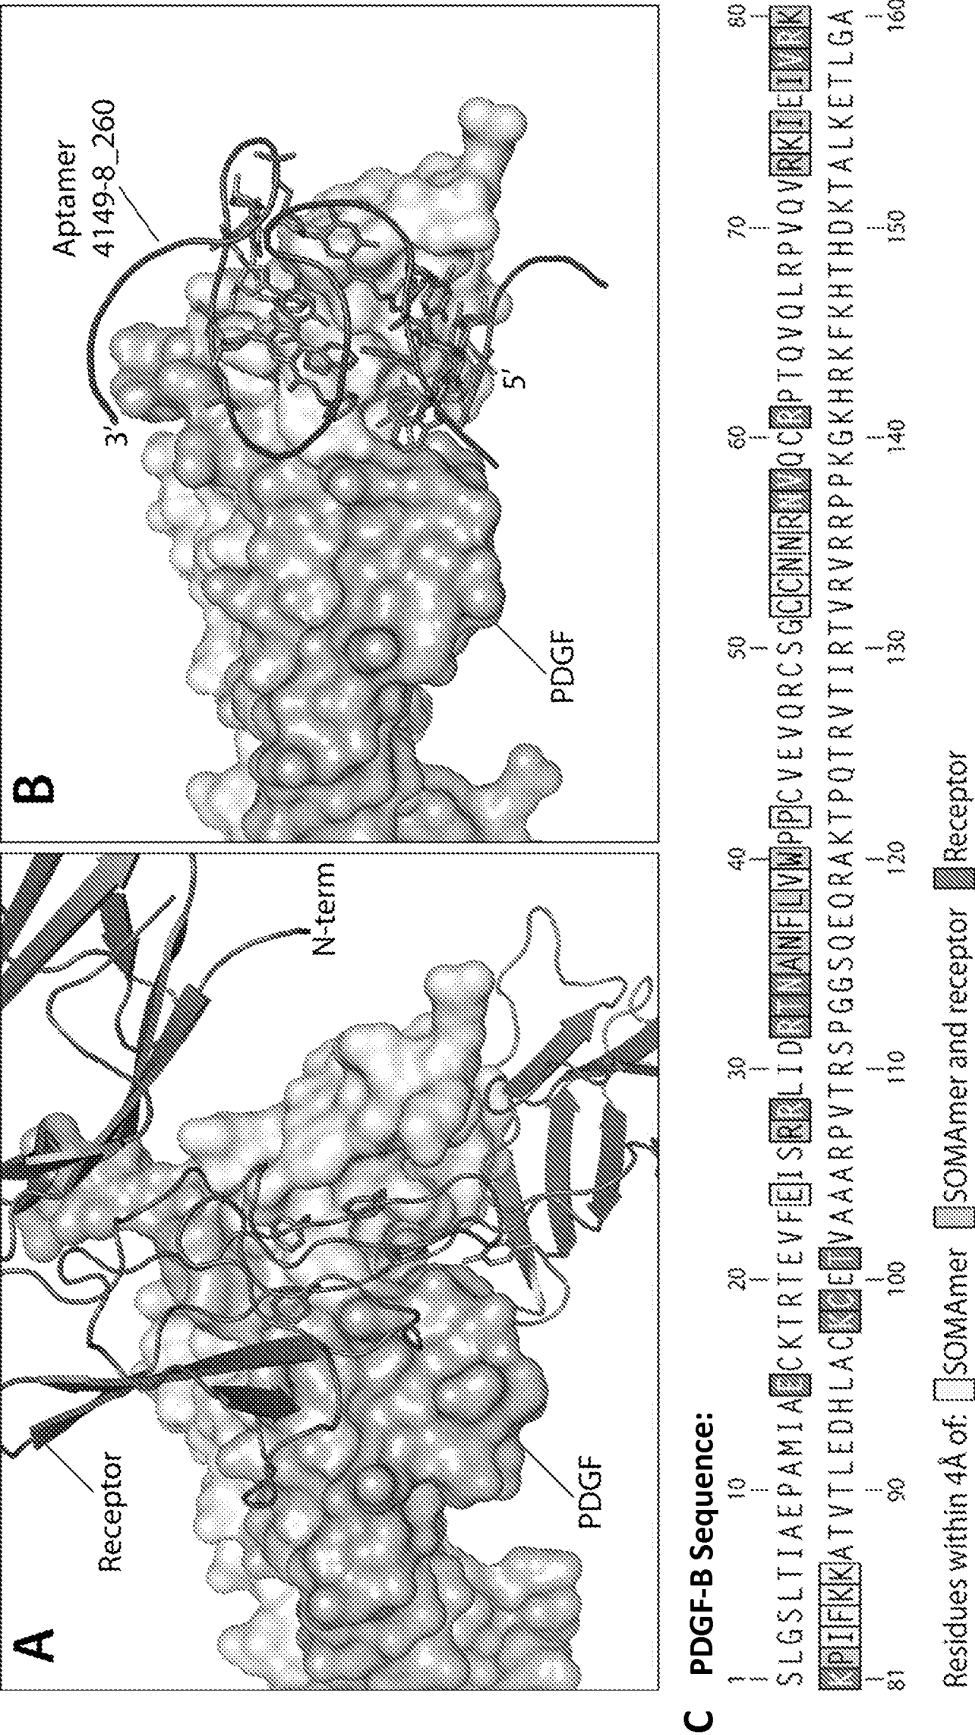 A
Receptor
N-term
PDGF
B
Aptamer
4149-8_260
3'
5'
PDGF
C PDGF-B Sequence:
1 10 20 30 40 50 60 70 80
SLGSLTIAEPAMIAECKTRTEVFEISRRLIDRTNANFLVWPPCVEVQRCSGCCNNRNVQCRPTQVQLRPVQVRKIEIVRK
KPIFKKATVTLEDHLACKCETVAAARPVTRSPGGSQEQRAKTPQTRVTIRTVRVRRPPKGKHRKFKHTHDKTALKETLGA
81 90 100 110 120 130 140 150 160
Residues within 4Å of: SOMAmer SOMAmer and receptor Receptor